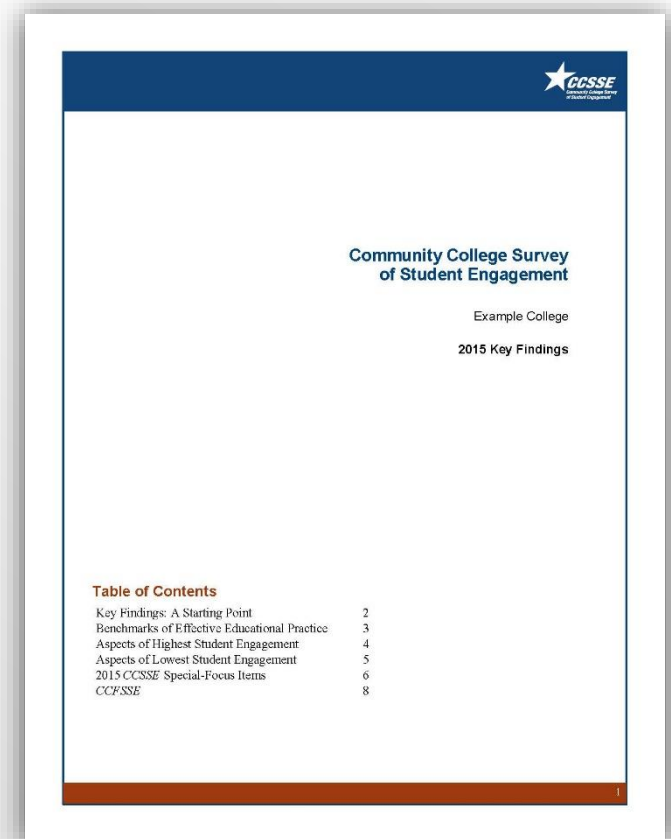 CCSSE
Community College Survey
of Student Engagement
Community College Survey
of Student Engagement
Example College
2015 Key Findings
Table of Contents
Key Findings: A Starting Point 2
Benchmarks of Effective Educational Practice 3
Aspects of Highest Student Engagement 4
Aspects of Lowest Student Engagement 5
2015 CCSSE Special-Focus Items 6
CCFSSE 8
1